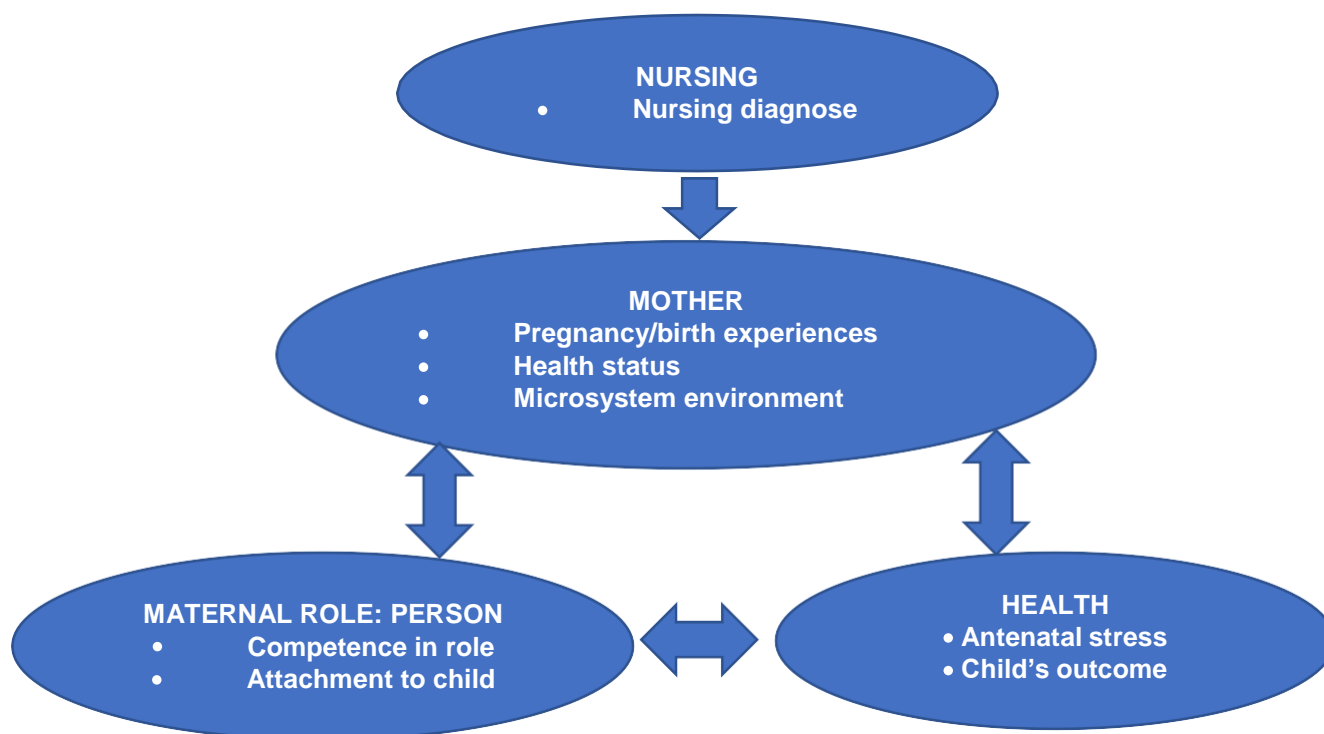 NURSING
• Nursing diagnose
MOTHER
• Pregnancy/birth experiences
• Health status
• Microsystem environment
MATERNAL ROLE: PERSON
• Competence in role
• Attachment to child
HEALTH
• Antenatal stress
• Child’s outcome